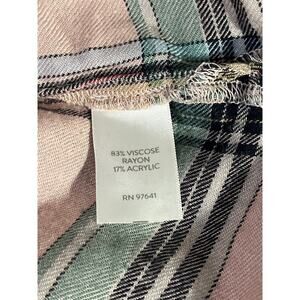 83% VISCOSE
RAYON
17% ACRYLIC
RN 97641